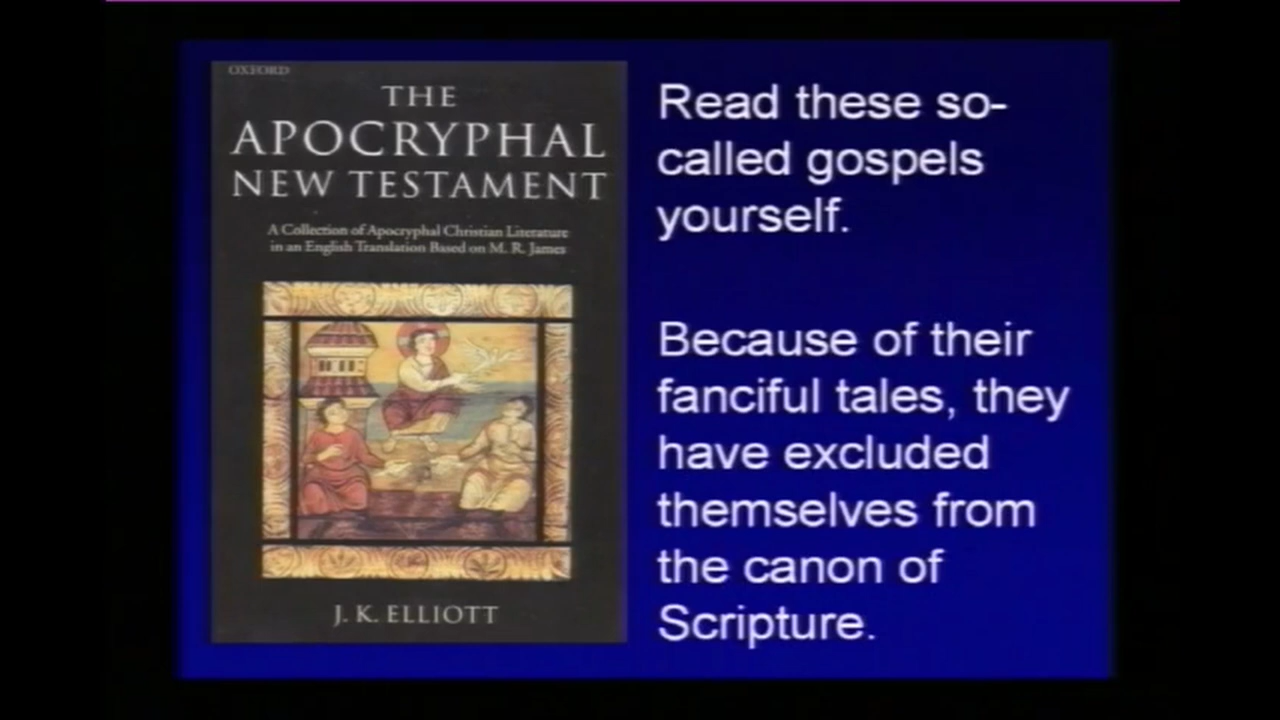 OXFORD
THE
APOCRYPHAL
NEW TESTAMENT
A Collection of Apocryphal Christian Literature
in an English Translation Based on M. R. James
J. K. ELLIOTT
Read these so-
called gospels
yourself.
Because of their
fanciful tales, they
have excluded
themselves from
the canon of
Scripture.